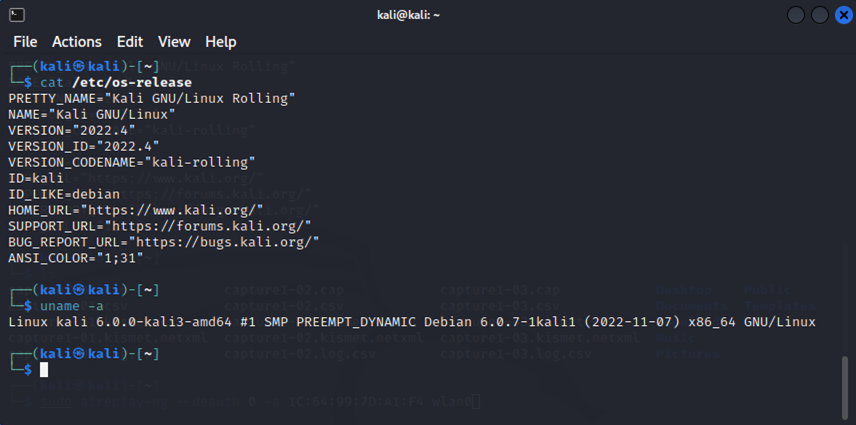 kali@kali: ~
File Actions Edit View Help
┌──(kali㉿kali)-[~]
└─$ cat /etc/os-release
PRETTY_NAME="Kali GNU/Linux Rolling"
NAME="Kali GNU/Linux"
VERSION="2022.4"
VERSION_ID="2022.4"
VERSION_CODENAME="kali-rolling"
ID=kali
ID_LIKE=debian
HOME_URL="https://www.kali.org/"
SUPPORT_URL="https://forums.kali.org/"
BUG_REPORT_URL="https://bugs.kali.org/"
ANSI_COLOR="1;31"
┌──(kali㉿kali)-[~]
└─$ uname -a
Linux kali 6.0.0-kali3-amd64 #1 SMP PREEMPT_DYNAMIC Debian 6.0.7-1kali1 (2022-11-07) x86_64 GNU/Linux
┌──(kali㉿kali)-[~]
└─$